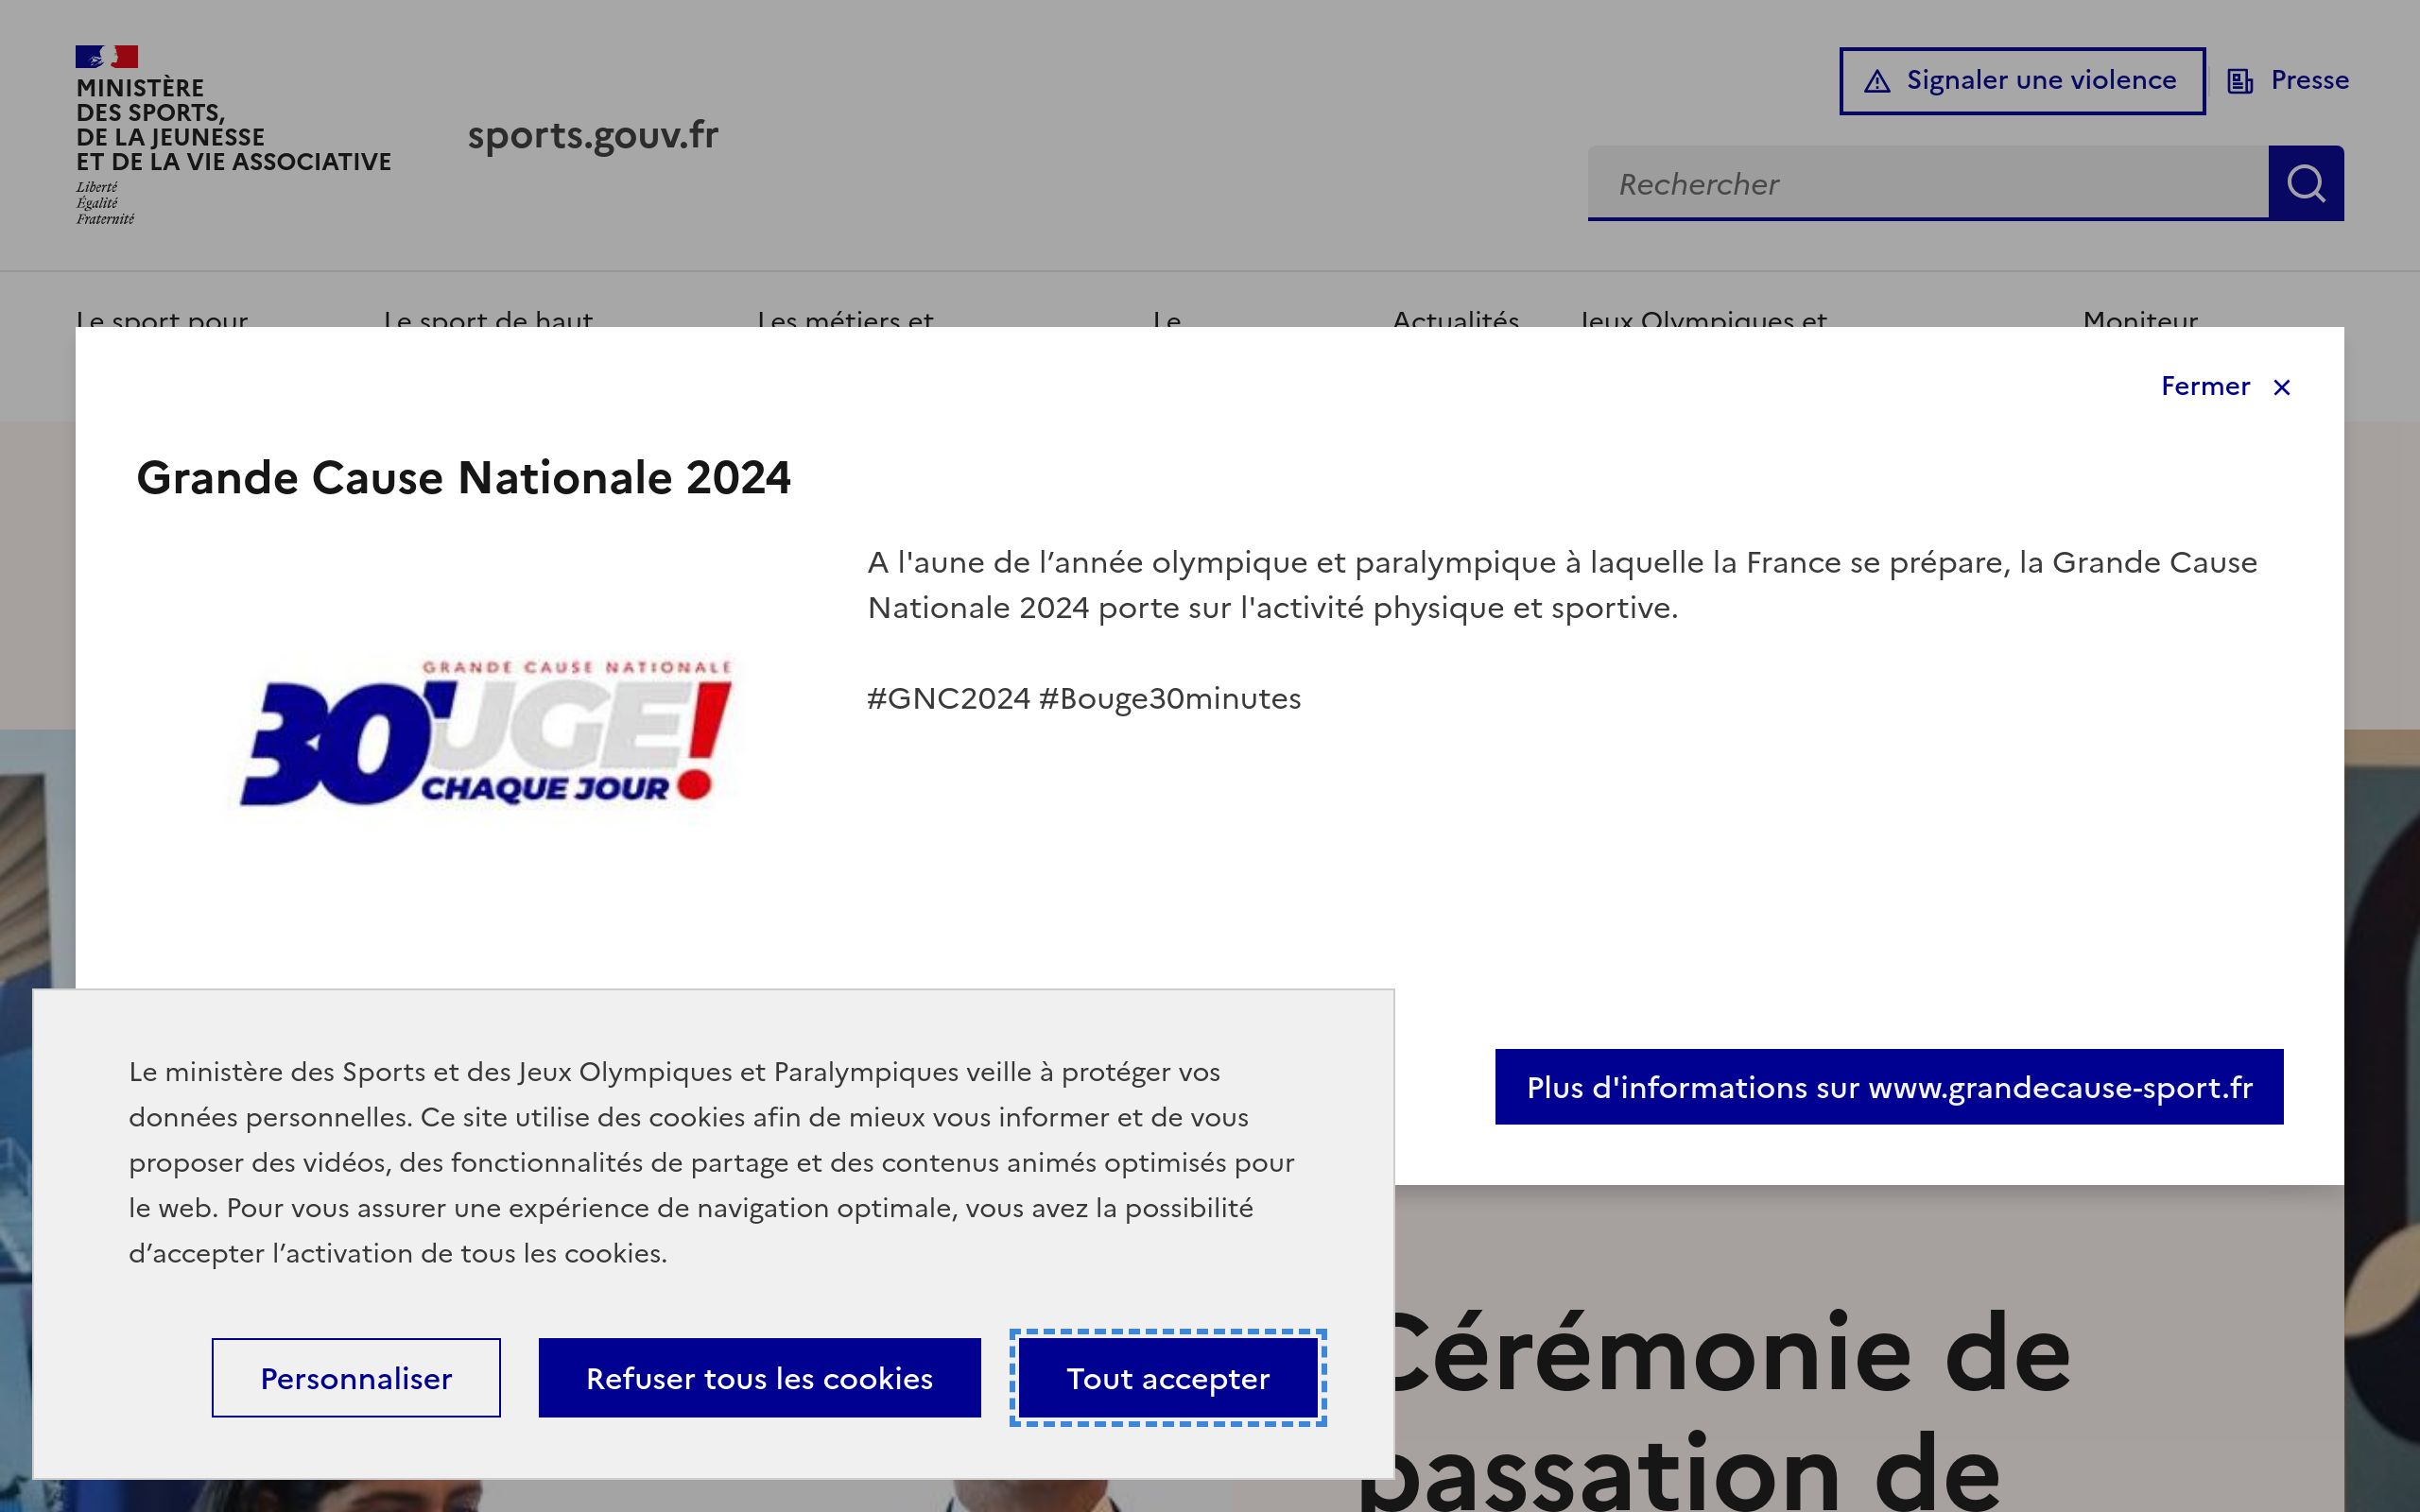 MINISTÈRE
DES SPORTS,
DE LA JEUNESSE
ET DE LA VIE ASSOCIATIVE
Liberté
Égalité
Fraternité
sports.gouv.fr
Signaler une violence
Presse
Rechercher
Le sport pour
Le sport de haut
Les métiers et
Le
Actualités
Jeux Olympiques et
Moniteur
Fermer
Grande Cause Nationale 2024
A l'aune de l’année olympique et paralympique à laquelle la France se prépare, la Grande Cause
Nationale 2024 porte sur l'activité physique et sportive.
#GNC2024 #Bouge30minutes
GRANDE CAUSE NATIONALE
30'UGE!
CHAQUE JOUR
Plus d'informations sur www.grandecause-sport.fr
Le ministère des Sports et des Jeux Olympiques et Paralympiques veille à protéger vos
données personnelles. Ce site utilise des cookies afin de mieux vous informer et de vous
proposer des vidéos, des fonctionnalités de partage et des contenus animés optimisés pour
le web. Pour vous assurer une expérience de navigation optimale, vous avez la possibilité
d’accepter l’activation de tous les cookies.
Personnaliser
Refuser tous les cookies
Tout accepter
Cérémonie de
passation de